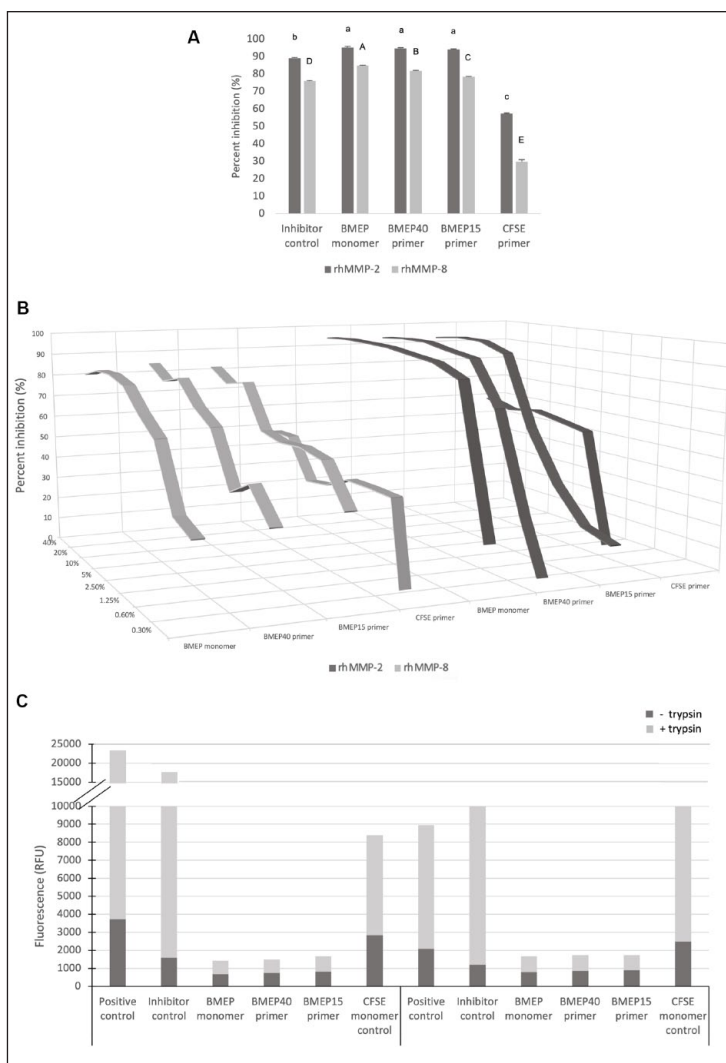 A
Percent inhibition (%)
100
90
80
70
60
50
40
30
20
10
0
b
D
a
A
a
B
a
C
c
E
Inhibitor control
BMEP monomer
BMEP40 primer
BMEP15 primer
CFSE primer
rhMMP-2
rhMMP-8
B
Percent inhibition (%)
100
90
80
70
60
50
40
30
20
10
0
40%
20%
10%
5%
2.50%
1.25%
0.60%
0.30%
BMEP monomer
BMEP40 primer
BMEP15 primer
CFSE primer
BMEP monomer
BMEP40 primer
BMEP15 primer
CFSE primer
rhMMP-2
rhMMP-8
C
- trypsin
+ trypsin
Fluorescence (RFU)
25000
20000
15000
10000
9000
8000
7000
6000
5000
4000
3000
2000
1000
0
Positive control
Inhibitor control
BMEP monomer
BMEP40 primer
BMEP15 primer
CFSE monomer control
Positive control
Inhibitor control
BMEP monomer
BMEP40 primer
BMEP15 primer
CFSE monomer control